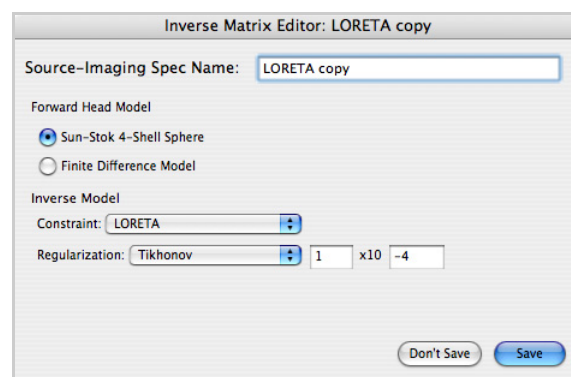 Inverse Matrix Editor: LORETA copy
Source-Imaging Spec Name: LORETA copy
Forward Head Model
Sun-Stok 4-Shell Sphere
Finite Difference Model
Inverse Model
Constraint: LORETA
Regularization: Tikhonov 1 x10 -4
Don't Save Save